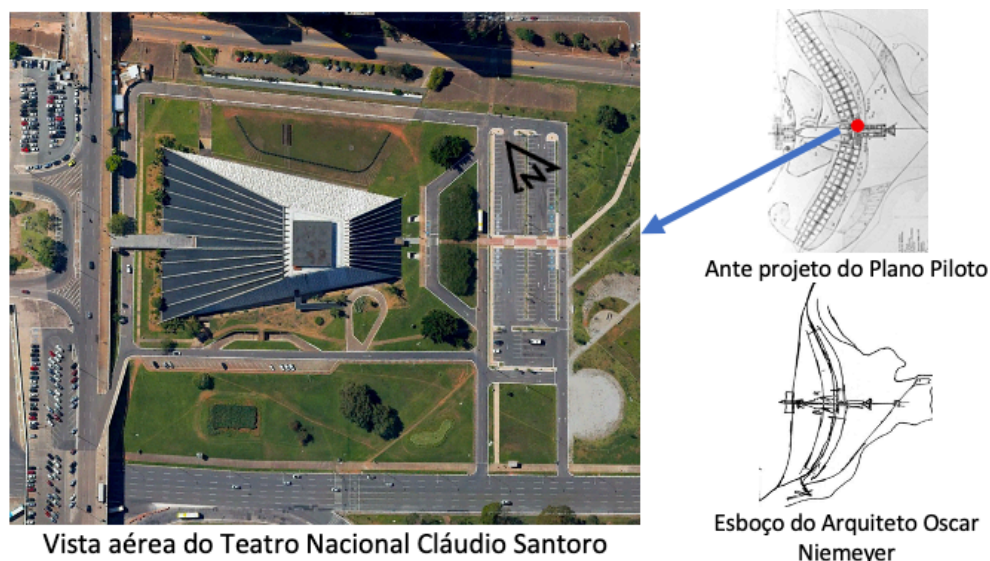 N
Ante projeto do Plano Piloto
Esboço do Arquiteto Oscar
Niemeyer
Vista aérea do Teatro Nacional Cláudio Santoro